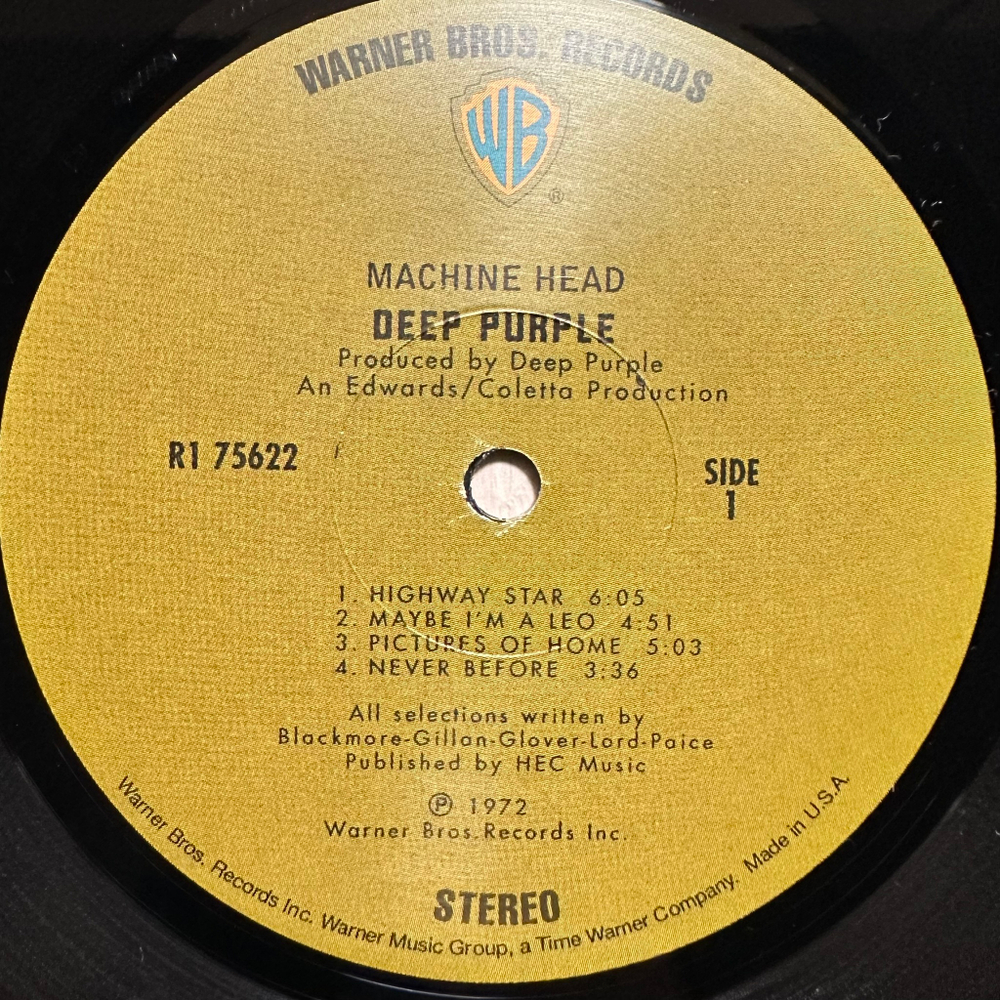 WARNER BROS. RECORDS
WB
®
MACHINE HEAD
DEEP PURPLE
Produced by Deep Purple
An Edwards/Coletta Production
R1 75622
SIDE
1
1. HIGHWAY STAR 6:05
2. MAYBE I'M A LEO 4:51
3. PICTURES OF HOME 5:03
4. NEVER BEFORE 3:36
All selections written by
Blackmore-Gillan-Glover-Lord-Paice
Published by HEC Music
℗ 1972
Warner Bros. Records Inc.
STEREO
Warner Bros. Records Inc. Warner Music Group, a Time Warner Company. Made in U.S.A.